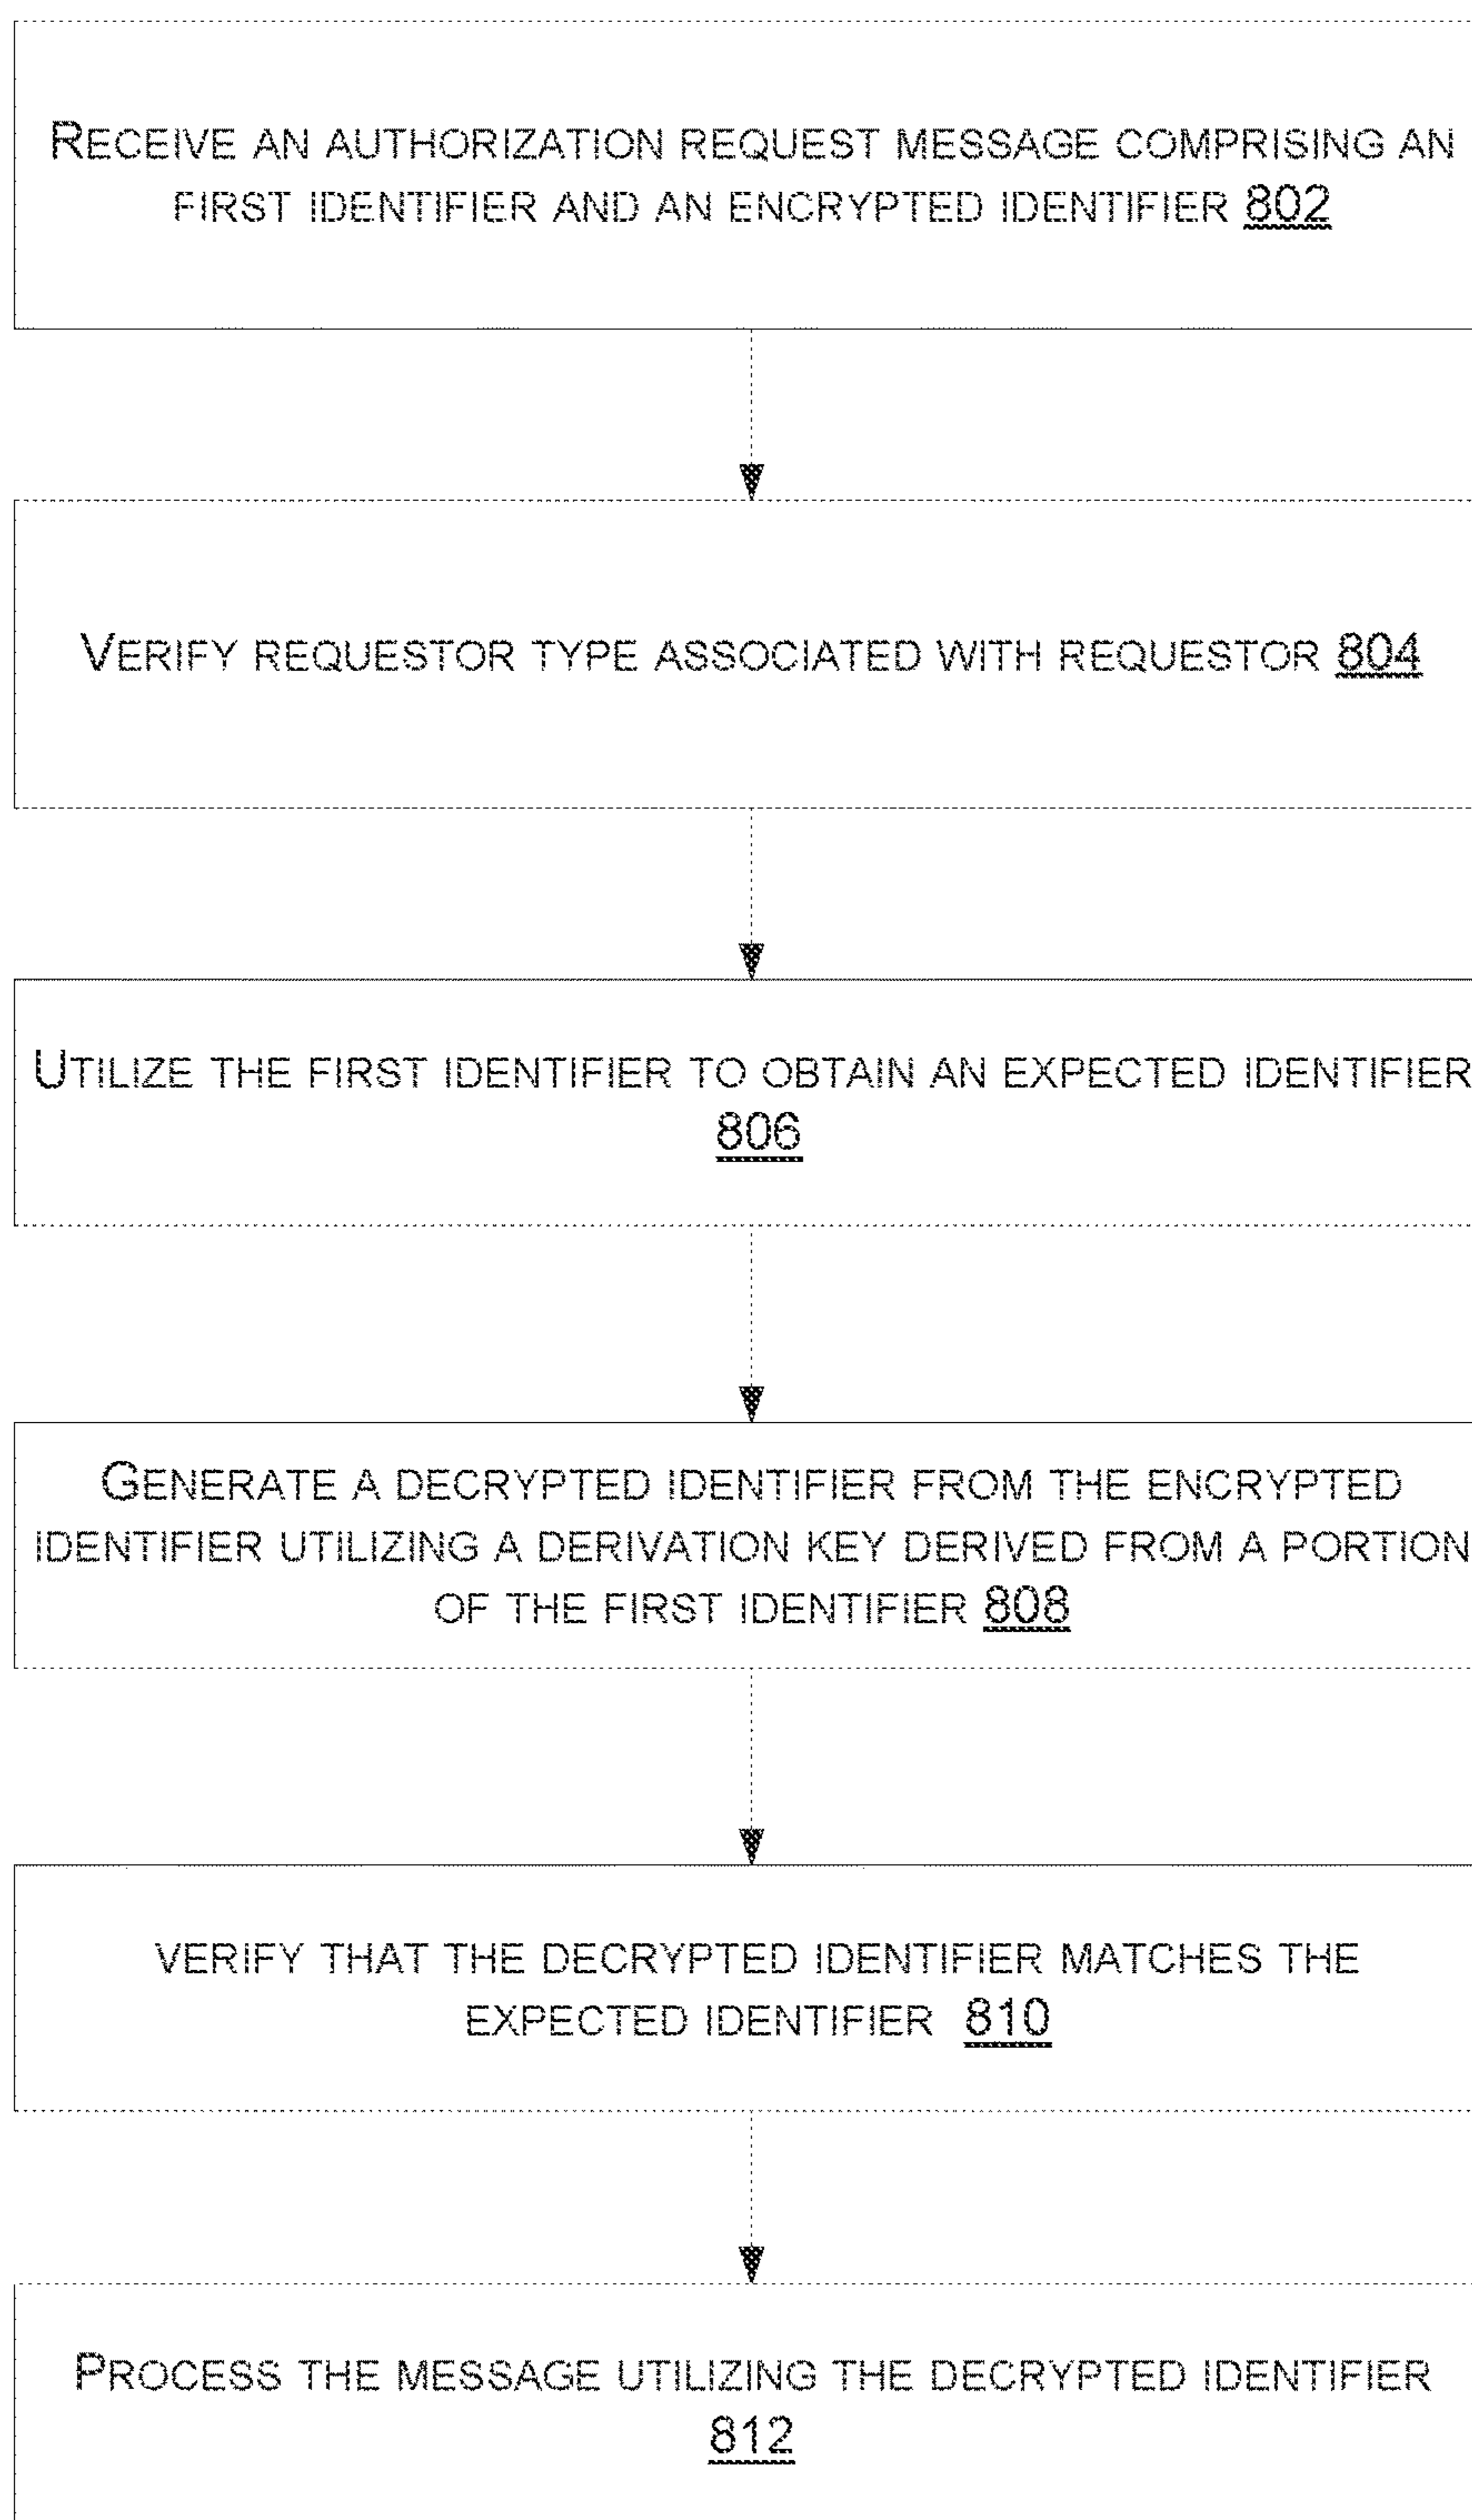 RECEIVE AN AUTHORIZATION REQUEST MESSAGE COMPRISING AN
FIRST IDENTIFIER AND AN ENCRYPTED IDENTIFIER 802
VERIFY REQUESTOR TYPE ASSOCIATED WITH REQUESTOR 804
UTILIZE THE FIRST IDENTIFIER TO OBTAIN AN EXPECTED IDENTIFIER
806
GENERATE A DECRYPTED IDENTIFIER FROM THE ENCRYPTED
IDENTIFIER UTILIZING A DERIVATION KEY DERIVED FROM A PORTION
OF THE FIRST IDENTIFIER 808
VERIFY THAT THE DECRYPTED IDENTIFIER MATCHES THE
EXPECTED IDENTIFIER 810
PROCESS THE MESSAGE UTILIZING THE DECRYPTED IDENTIFIER
812